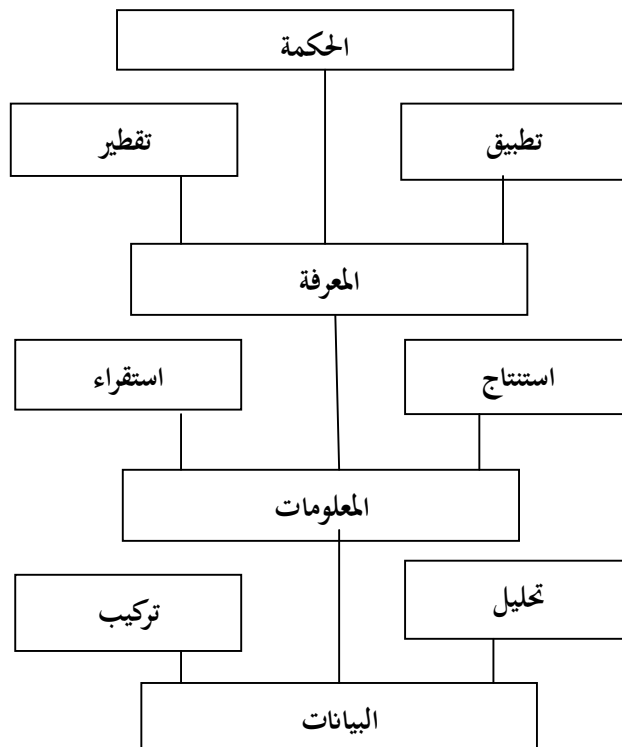 الحكمة
تطبيق
تقطير
المعرفة
استنتاج
استقراء
المعلومات
تحليل
تركيب
البيانات